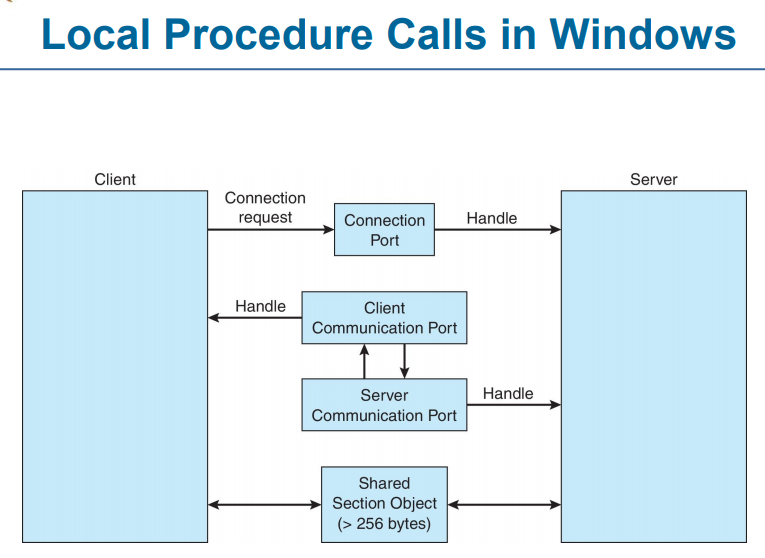 Local Procedure Calls in Windows
Client
Server
Connection
request
Connection
Port
Handle
Handle
Client
Communication Port
Server
Communication Port
Handle
Shared
Section Object
(> 256 bytes)